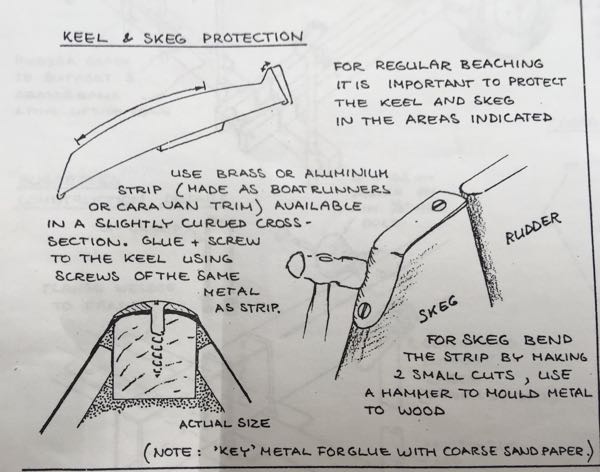 KEEL & SKEG PROTECTION
FOR REGULAR BEACHING
IT IS IMPORTANT TO PROTECT
THE KEEL AND SKEG
IN THE AREAS INDICATED
USE BRASS OR ALUMINIUM
STRIP (MADE AS BOATRUNNERS
OR CARAVAN TRIM) AVAILABLE
IN A SLIGHTLY CURVED CROSS-
SECTION. GLUE + SCREW
TO THE KEEL USING
SCREWS OF THE SAME
METAL
AS STRIP.
RUDDER
SKEG
FOR SKEG BEND
THE STRIP BY MAKING
2 SMALL CUTS, USE
A HAMMER TO MOULD METAL
TO WOOD
ACTUAL SIZE
(NOTE: 'KEY' METAL FOR GLUE WITH COARSE SAND PAPER.)